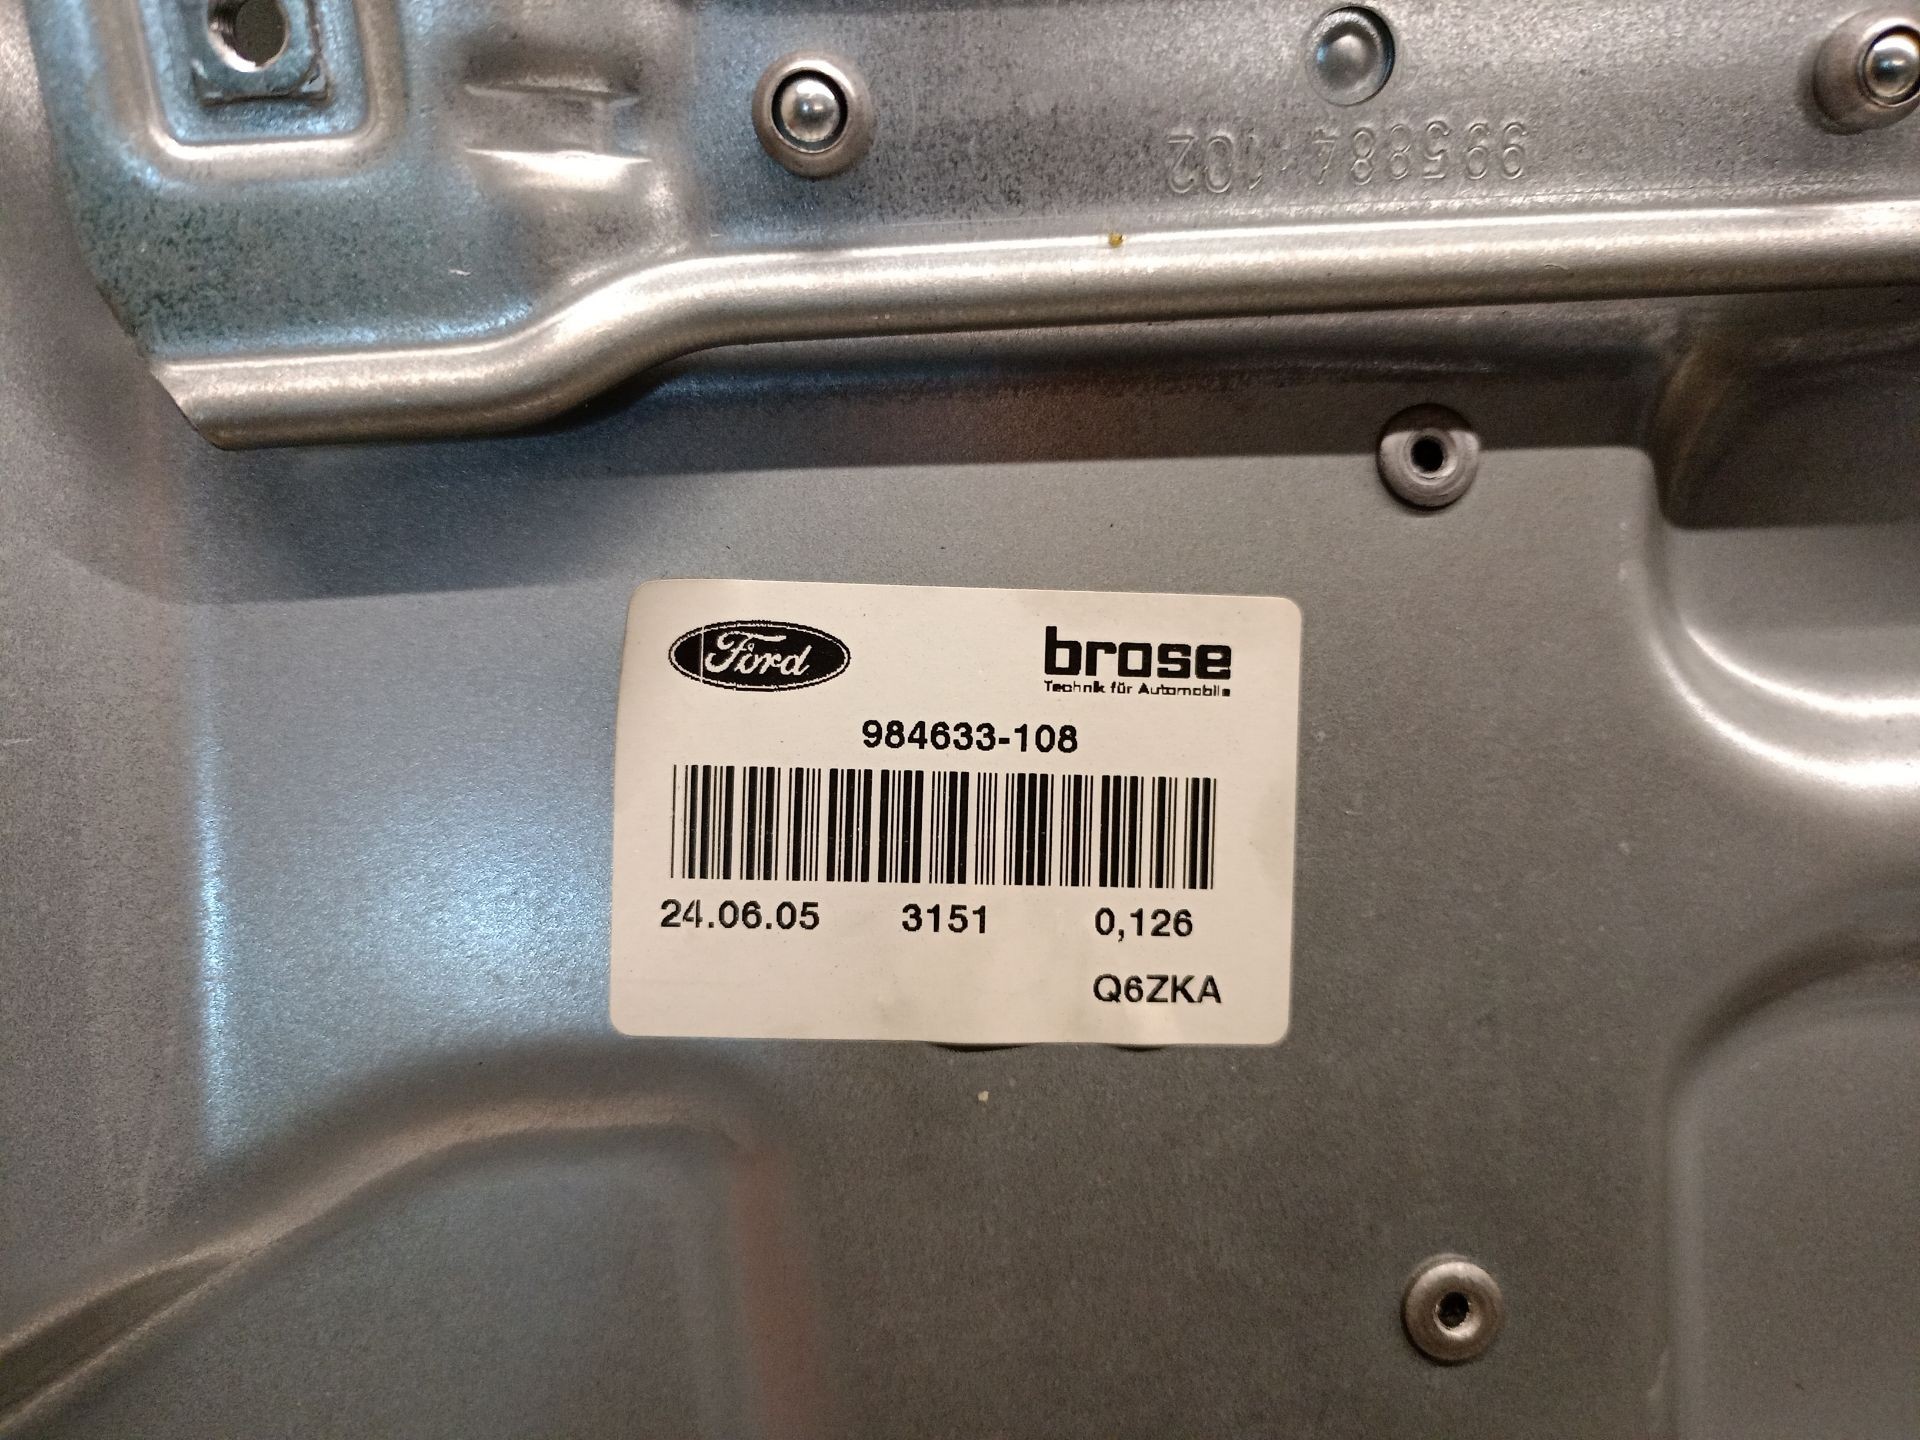 995884 102
Ford
brose
Technik für Automobile
984633-108
24.06.05 3151 0,126
Q6ZKA